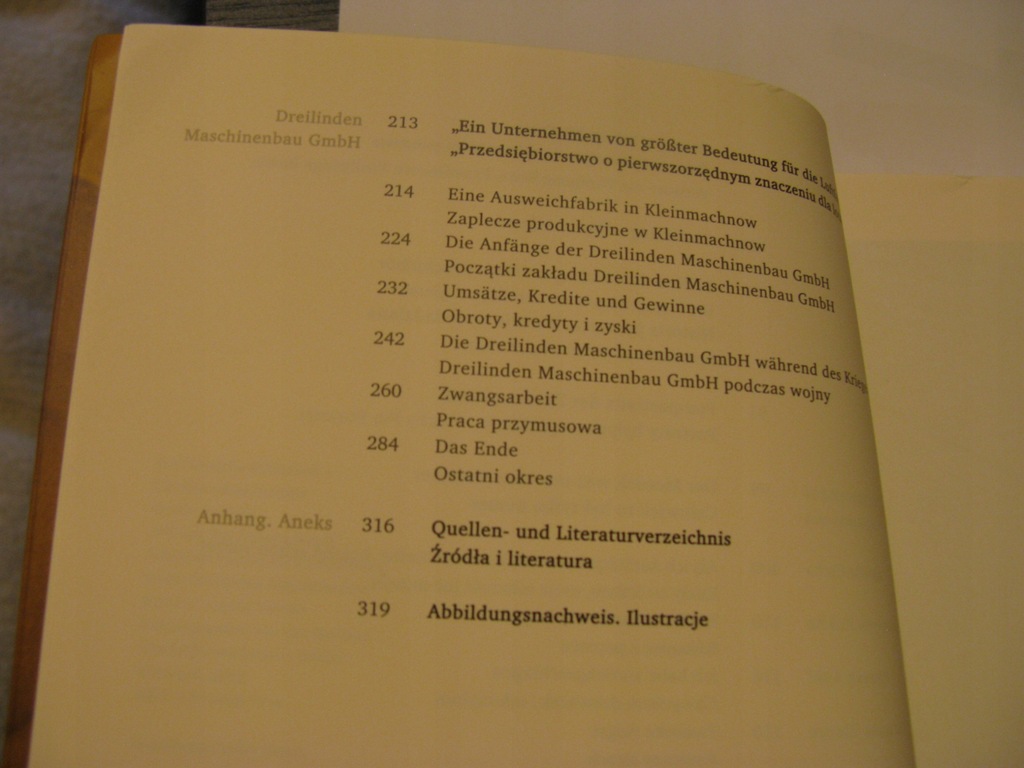 Dreilinden
Maschinenbau GmbH
213 „Ein Unternehmen von größter Bedeutung für die
„Przedsiębiorstwo o pierwszorzędnym znaczeniu dla
214 Eine Ausweichfabrik in Kleinmachnow
Zaplecze produkcyjne w Kleinmachnow
224 Die Anfänge der Dreilinden Maschinenbau GmbH
Początki zakładu Dreilinden Maschinenbau GmbH
232 Umsätze, Kredite und Gewinne
Obroty, kredyty i zyski
242 Die Dreilinden Maschinenbau GmbH während des
Dreilinden Maschinenbau GmbH podczas wojny
260 Zwangsarbeit
Praca przymusowa
284 Das Ende
Ostatni okres
Anhang. Aneks 316 Quellen- und Literaturverzeichnis
Źródła i literatura
319 Abbildungsnachweis. Ilustracje